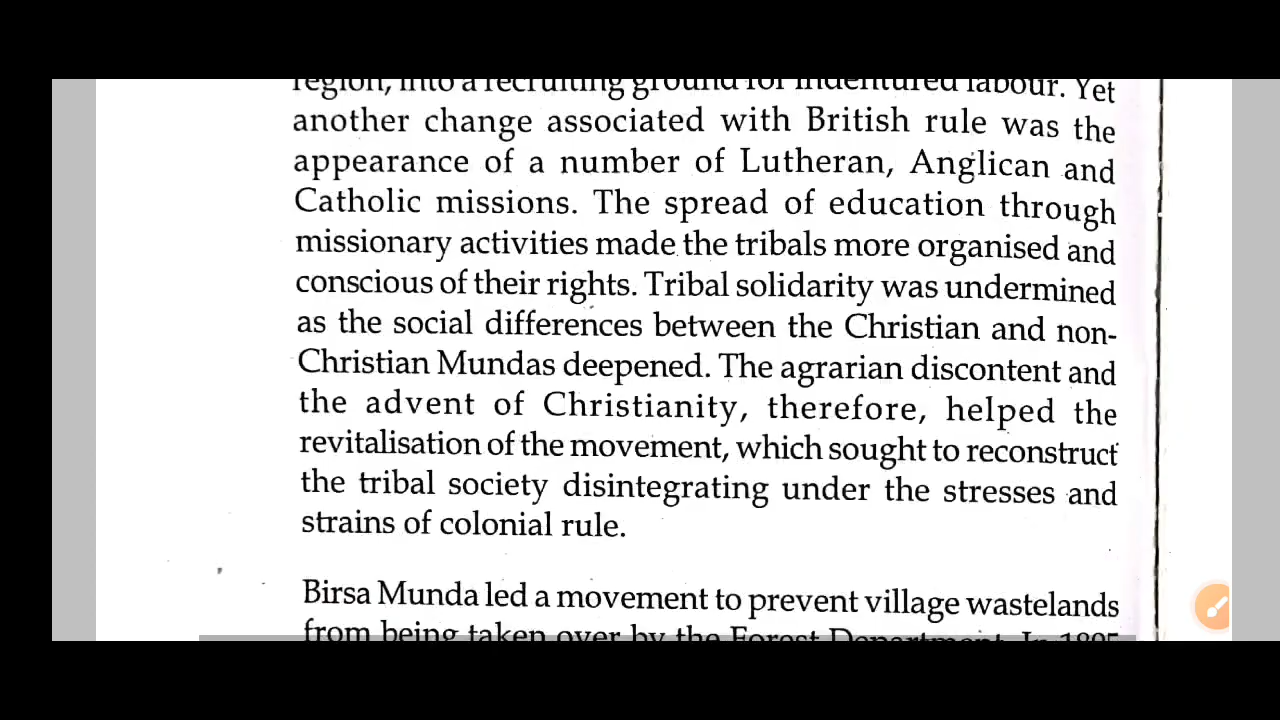 region, into a recruiting ground for indentured labour. Yet
another change associated with British rule was the
appearance of a number of Lutheran, Anglican and
Catholic missions. The spread of education through
missionary activities made the tribals more organised and
conscious of their rights. Tribal solidarity was undermined
as the social differences between the Christian and non-
Christian Mundas deepened. The agrarian discontent and
the advent of Christianity, therefore, helped the
revitalisation of the movement, which sought to reconstruct
the tribal society disintegrating under the stresses and
strains of colonial rule.
Birsa Munda led a movement to prevent village wastelands
from being taken over by the Forest Department. In 1895